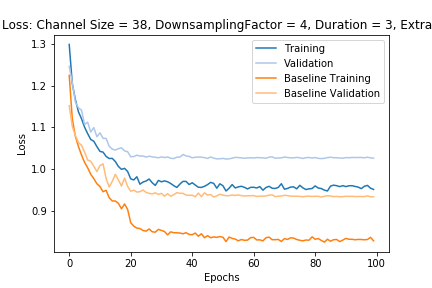 Loss: Channel Size = 38, DownsamplingFactor = 4, Duration = 3, Extra
1.3
1.2
1.1
1.0
0.9
Loss
Training
Validation
Baseline Training
Baseline Validation
0 20 40 60 80 100
Epochs